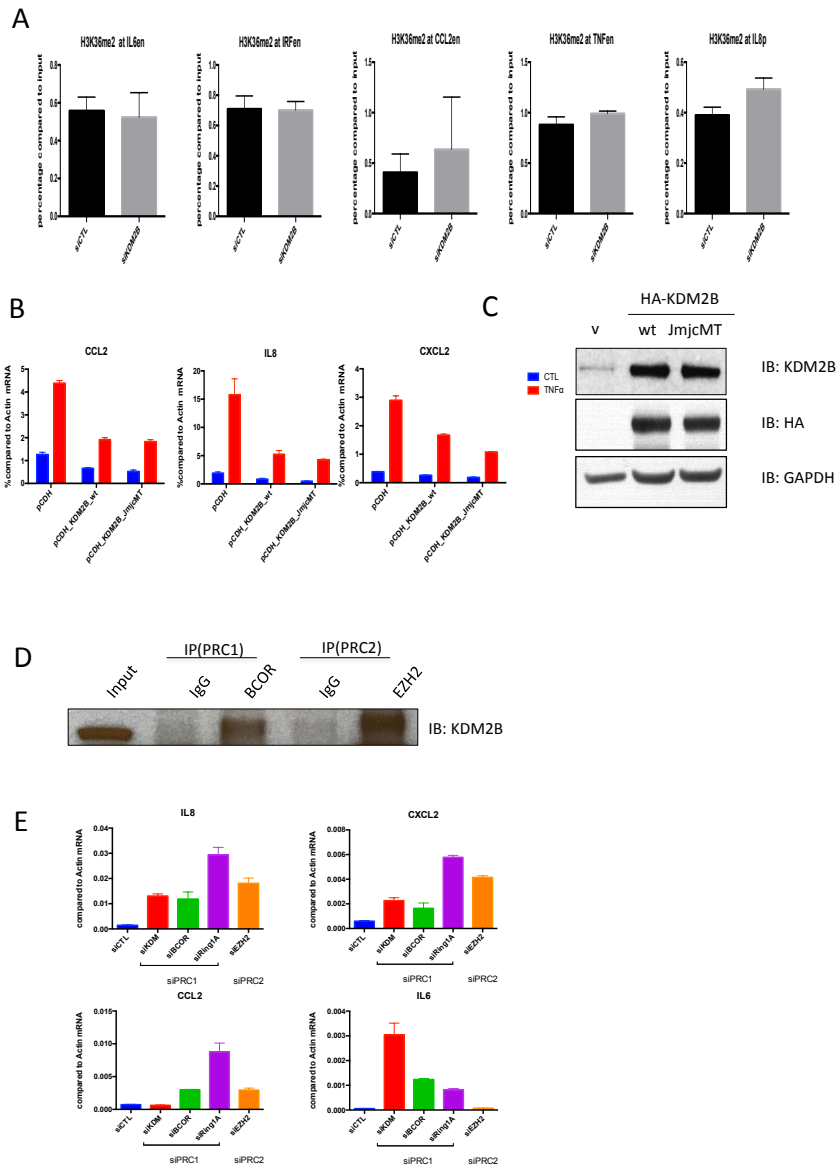 A
H3K36me2 at IL6en
percentage compared to input
0.8
0.6
0.4
0.2
0.0
siCTL
siKDM2B
H3K36me2 at IRFen
percentage compared to input
1.0
0.8
0.6
0.4
0.2
0.0
siCTL
siKDM2B
H3K36me2 at CCL2en
percentage compared to input
1.5
1.0
0.5
0.0
siCTL
siKDM2B
H3K36me2 at TNFen
percentage compared to input
1.5
1.0
0.5
0.0
siCTL
siKDM2B
H3K36me2 at IL8p
percentage compared to input
0.6
0.4
0.2
0.0
siCTL
siKDM2B
B
CCL2
%compared to Actin mRNA
5
4
3
2
1
0
pCDH
pCDH_KDM2B_wt
pCDH_KDM2B_JmjcMT
IL8
%compared to Actin mRNA
20
15
10
5
0
pCDH
pCDH_KDM2B_wt
pCDH_KDM2B_JmjcMT
CXCL2
%compared to Actin mRNA
4
3
2
1
0
pCDH
pCDH_KDM2B_wt
pCDH_KDM2B_JmjcMT
CTL
TNFα
C
HA-KDM2B
v wt JmjcMT
IB: KDM2B
IB: HA
IB: GAPDH
D
IP(PRC1) IP(PRC2)
Input IgG BCOR IgG EZH2
IB: KDM2B
E
IL8
compared to Actin mRNA
0.04
0.03
0.02
0.01
0.00
siCTL
siKDM
siBCOR
siRing1A
siEZH2
siPRC1 siPRC2
CXCL2
compared to Actin mRNA
0.008
0.006
0.004
0.002
0.000
siCTL
siKDM
siBCOR
siRing1A
siEZH2
siPRC1 siPRC2
CCL2
compared to Actin mRNA
0.015
0.010
0.005
0.000
siCTL
siKDM
siBCOR
siRing1A
siEZH2
siPRC1 siPRC2
IL6
compared to Actin mRNA
0.004
0.003
0.002
0.001
0.000
siCTL
siKDM
siBCOR
siRing1A
siEZH2
siPRC1 siPRC2